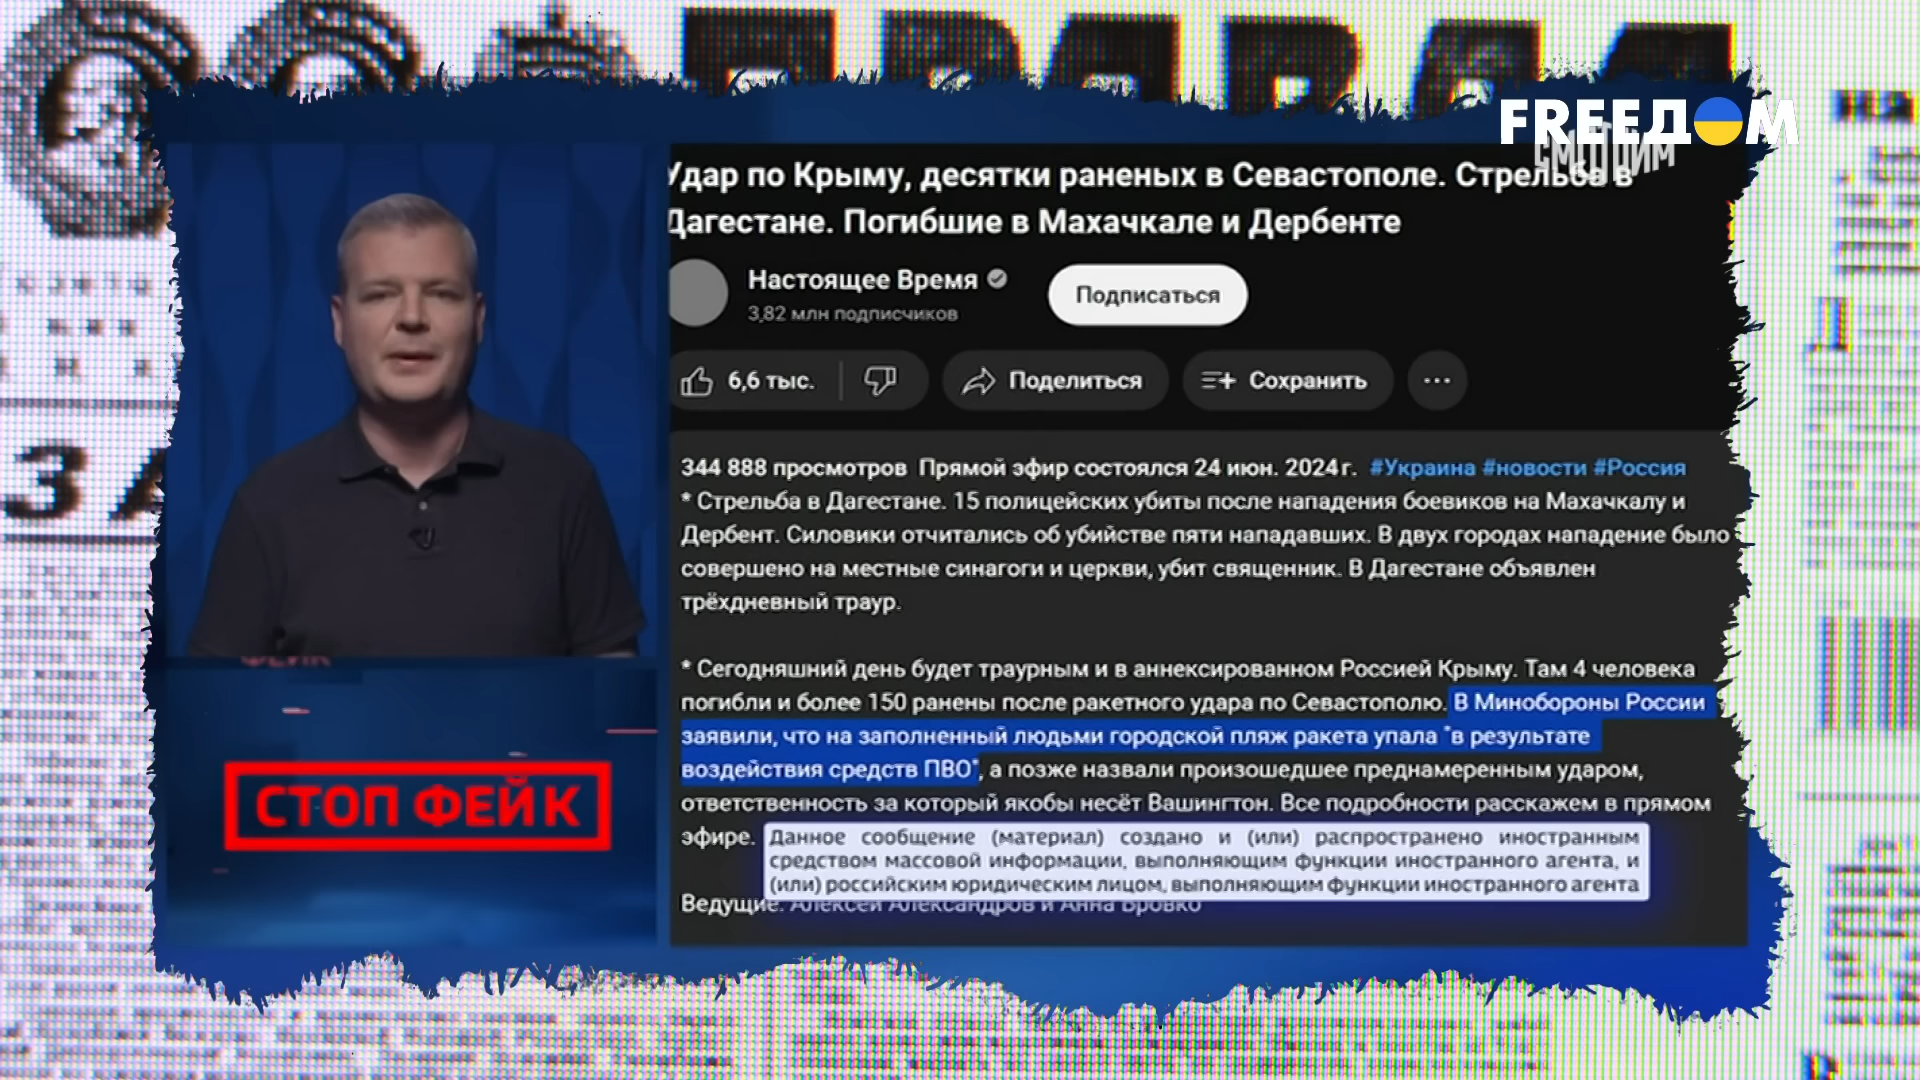 FREEДОМ
СМОТРИМ
Удар по Крыму, десятки раненых в Севастополе. Стрельба в
Дагестане. Погибшие в Махачкале и Дербенте
Настоящее Время
3,82 млн подписчиков
Подписаться
6,6 тыс.
Поделиться
Сохранить
344 888 просмотров Прямой эфир состоялся 24 июн. 2024 г. #Украина #новости #Россия
* Стрельба в Дагестане. 15 полицейских убиты после нападения боевиков на Махачкалу и
Дербент. Силовики отчитались об убийстве пяти нападавших. В двух городах нападение было
совершено на местные синагоги и церкви, убит священник. В Дагестане объявлен
трёхдневный траур.
* Сегодняшний день будет траурным и в аннексированном Россией Крыму. Там 4 человека
погибли и более 150 ранены после ракетного удара по Севастополю. В Минобороны России
заявили, что на заполненный людьми городской пляж ракета упала "в результате
воздействия средств ПВО", а позже назвали произошедшее преднамеренным ударом,
ответственность за который якобы несёт Вашингтон. Все подробности расскажем в прямом
эфире.
Данное сообщение (материал) создано и (или) распространено иностранным
средством массовой информации, выполняющим функции иностранного агента, и
(или) российским юридическим лицом, выполняющим функции иностранного агента
Ведущие: Алексей Александров и Анна Бровко
СТОП ФЕЙК